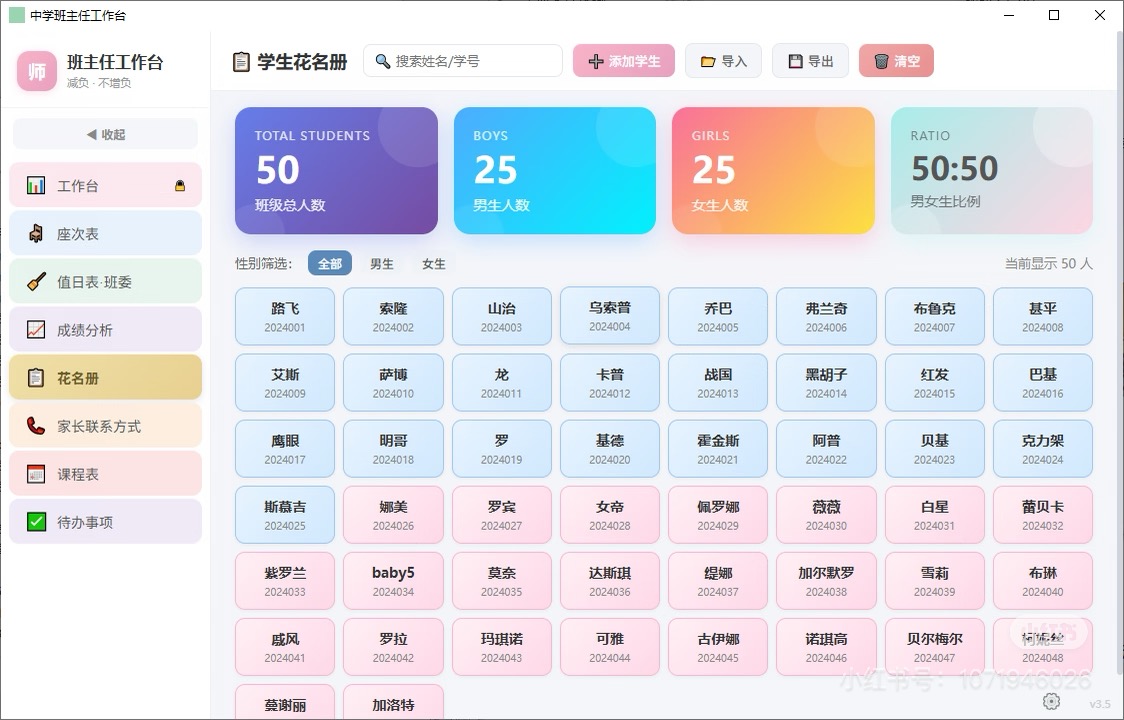 中学班主任工作台
师
班主任工作台
减负 · 不增负
◀ 收起
工作台
座次表
值日表·班委
成绩分析
花名册
家长联系方式
课程表
待办事项
学生花名册
搜索姓名/学号
添加学生
导入
导出
清空
TOTAL STUDENTS
50
班级总人数
BOYS
25
男生人数
GIRLS
25
女生人数
RATIO
50:50
男女生比例
性别筛选: 全部 男生 女生
当前显示 50 人
路飞 索隆 山治 乌索普 乔巴 弗兰奇 布鲁克 甚平
2024001 2024002 2024003 2024004 2024005 2024006 2024007 2024008
艾斯 萨博 龙 卡普 战国 黑胡子 红发 巴基
2024009 2024010 2024011 2024012 2024013 2024014 2024015 2024016
鹰眼 明哥 罗 基德 霍金斯 阿普 贝基 克力架
2024017 2024018 2024019 2024020 2024021 2024022 2024023 2024024
斯慕吉 娜美 罗宾 女帝 佩罗娜 薇薇 白星 蕾贝卡
2024025 2024026 2024027 2024028 2024029 2024030 2024031 2024032
紫罗兰 baby5 莫奈 达斯琪 缇娜 加尔默罗 雪莉 布琳
2024033 2024034 2024035 2024036 2024037 2024038 2024039 2024040
戚风 罗拉 玛琪诺 可雅 古伊娜 诺琪高 贝尔梅尔 柯妮丝
2024041 2024042 2024043 2024044 2024045 2024046 2024047 2024048
蔓谢丽 加洛特
小红书
小红书号: 1071946026
v3.5